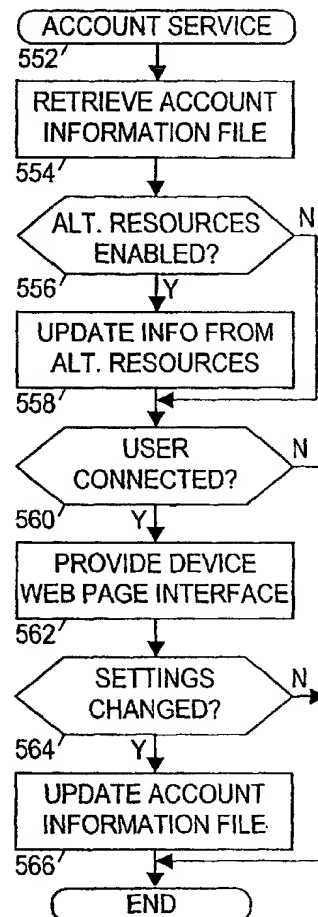 ACCOUNT SERVICE
552
RETRIEVE ACCOUNT
INFORMATION FILE
554
ALT. RESOURCES
ENABLED?
N
556
Y
UPDATE INFO FROM
ALT. RESOURCES
558
USER
CONNECTED?
N
560
Y
PROVIDE DEVICE
WEB PAGE INTERFACE
562
SETTINGS
CHANGED?
N
564
Y
UPDATE ACCOUNT
INFORMATION FILE
566
END